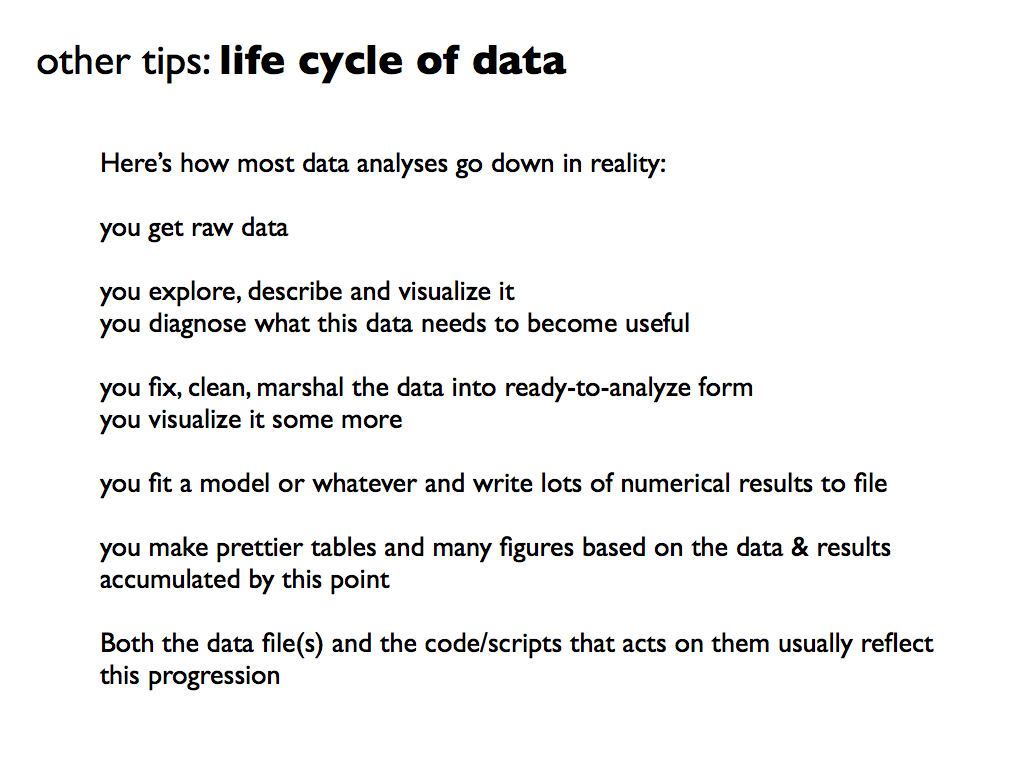 other tips: life cycle of data
Here’s how most data analyses go down in reality:
you get raw data
you explore, describe and visualize it
you diagnose what this data needs to become useful
you fix, clean, marshal the data into ready-to-analyze form
you visualize it some more
you fit a model or whatever and write lots of numerical results to file
you make prettier tables and many figures based on the data & results
accumulated by this point
Both the data file(s) and the code/scripts that acts on them usually reflect
this progression